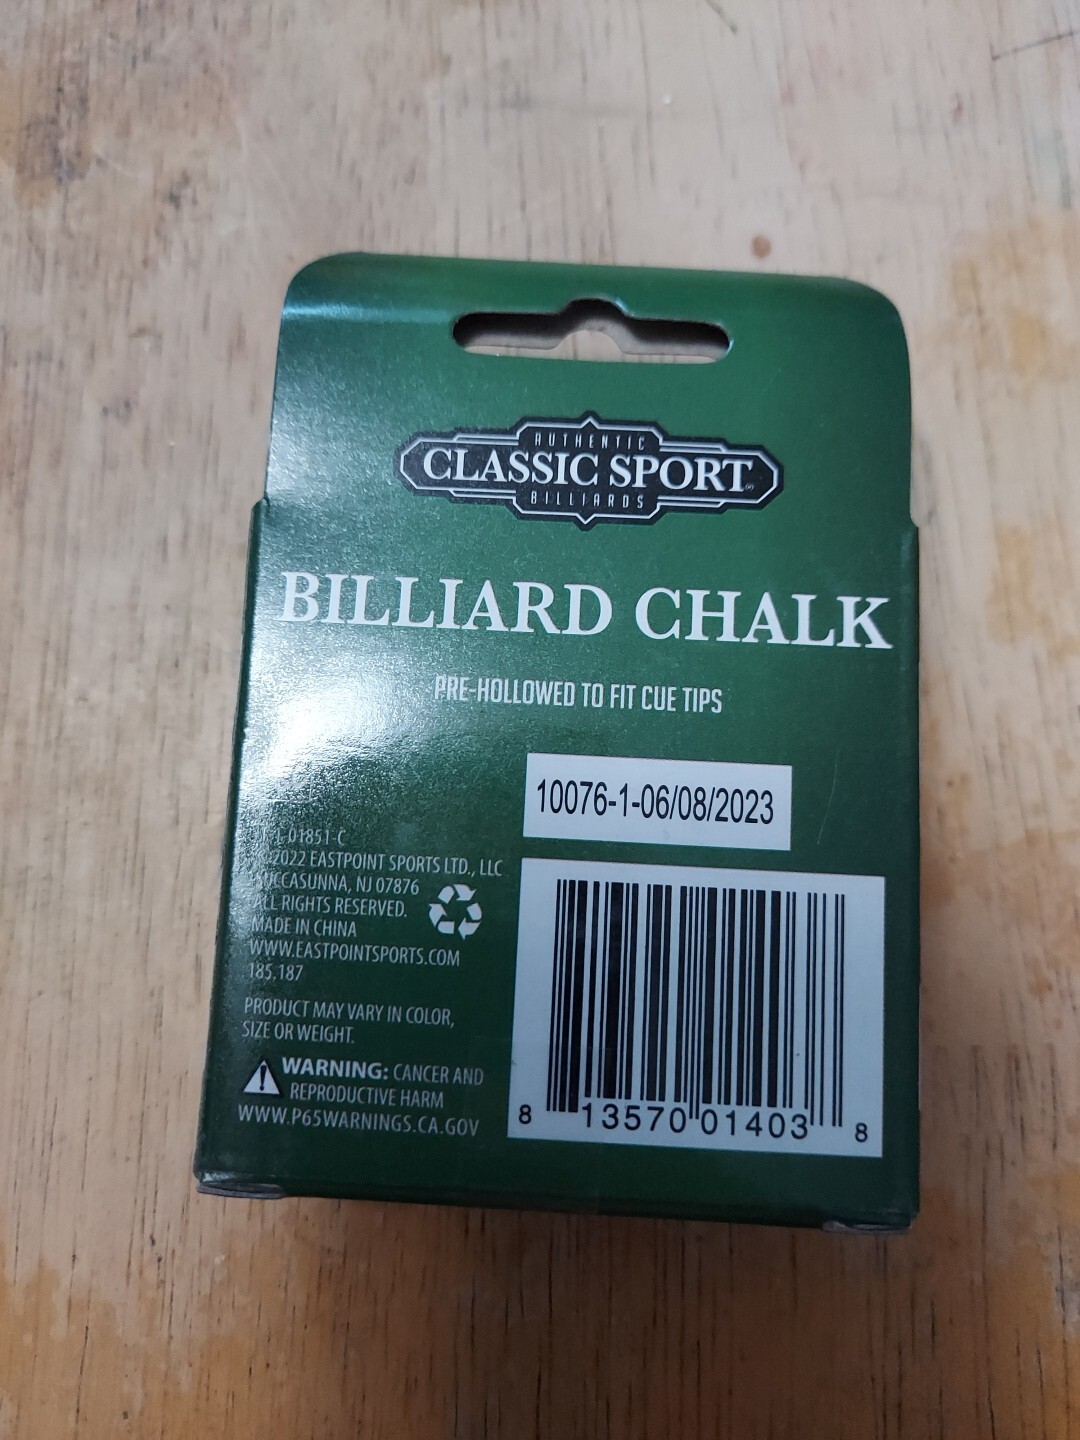 AUTHENTIC
CLASSIC SPORT
BILLIARDS
BILLIARD CHALK
PRE-HOLLOWED TO FIT CUE TIPS
10076-1-06/08/2023
01851-C
2022 EASTPOINT SPORTS LTD., LLC
SUCCASUNNA, NJ 07876
ALL RIGHTS RESERVED.
MADE IN CHINA
WWW.EASTPOINTSPORTS.COM
185.187
PRODUCT MAY VARY IN COLOR,
SIZE OR WEIGHT.
WARNING: CANCER AND
REPRODUCTIVE HARM
WWW.P65WARNINGS.CA.GOV
8 13570 01403 8